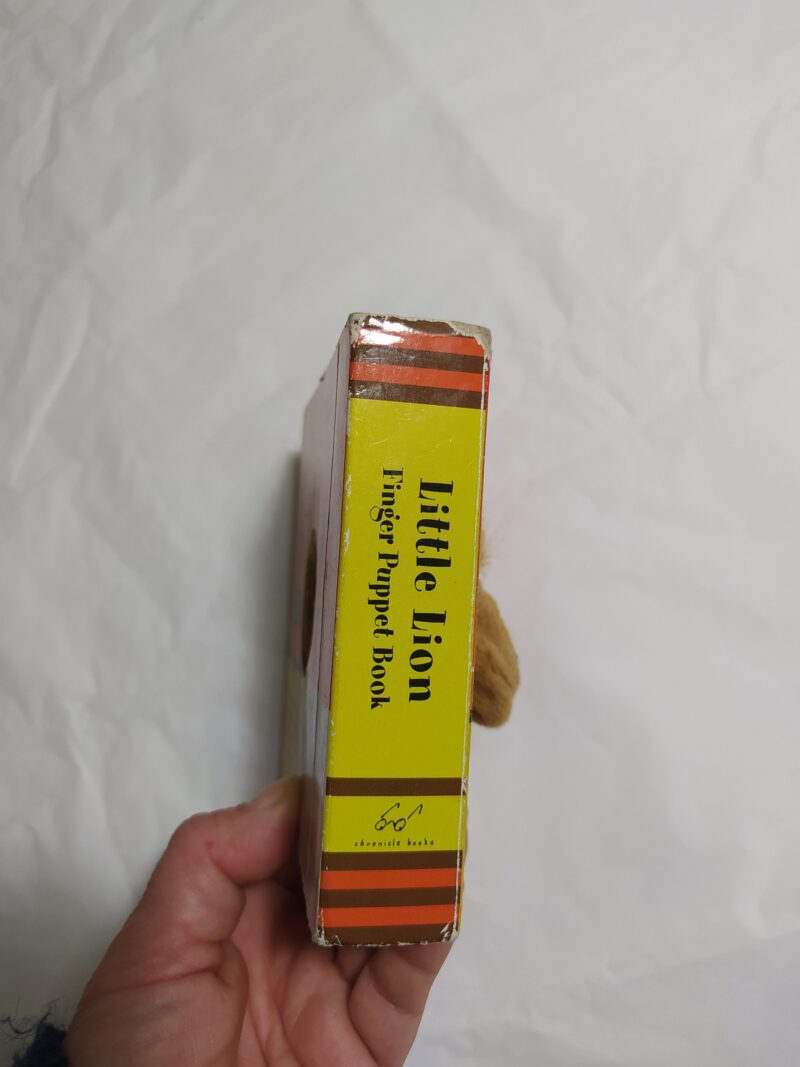 Little Lion
Finger Puppet Book
chronicle books